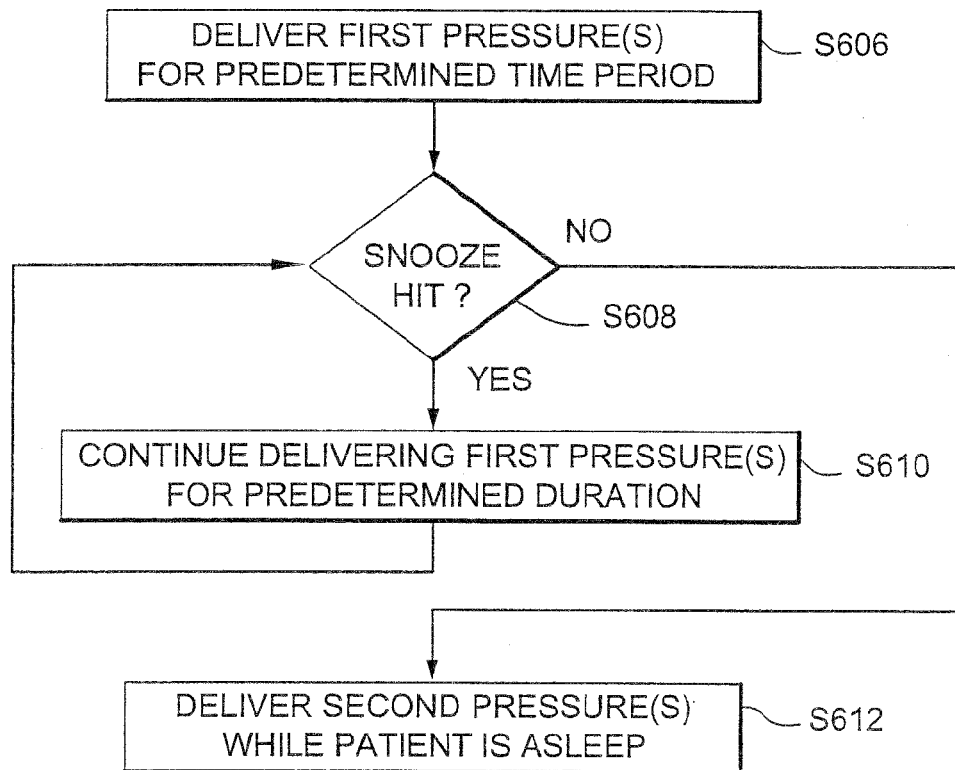 DELIVER FIRST PRESSURE(S)
FOR PREDETERMINED TIME PERIOD
S606
SNOOZE
HIT ?
NO
S608
YES
CONTINUE DELIVERING FIRST PRESSURE(S)
FOR PREDETERMINED DURATION
S610
DELIVER SECOND PRESSURE(S)
WHILE PATIENT IS ASLEEP
S612